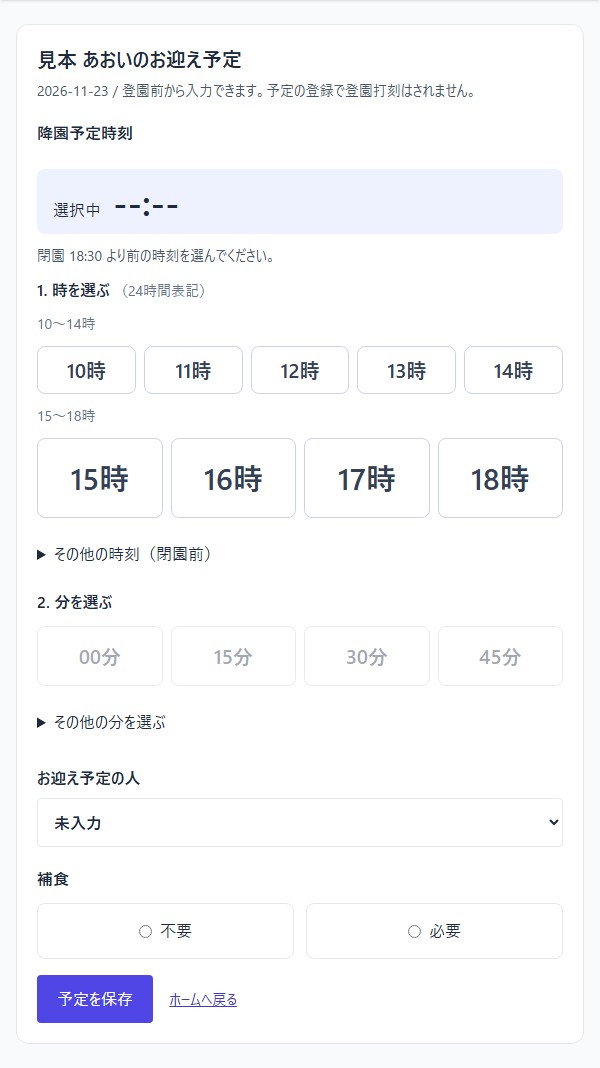 見本 あおいのお迎え予定
2026-11-23 / 登園前から入力できます。予定の登録で登園打刻はされません。
降園予定時刻
選択中 --:--
閉園 18:30 より前の時刻を選んでください。
1. 時を選ぶ （24時間表記）
10〜14時
10時 11時 12時 13時 14時
15〜18時
15時 16時 17時 18時
▶ その他の時刻（閉園前）
2. 分を選ぶ
00分 15分 30分 45分
▶ その他の分を選ぶ
お迎え予定の人
未入力
補食
不要 必要
予定を保存 ホームへ戻る